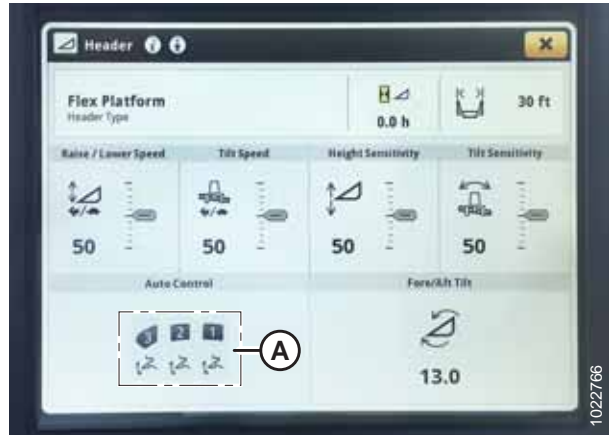 Header
Flex Platform
Header Type
0.0 h
30 ft
Raise / Lower Speed
Tilt Speed
Height Sensitivity
Tilt Sensitivity
50
50
50
50
Auto Control
Fore/Aft Tilt
3 2 1
A
13.0
1022766